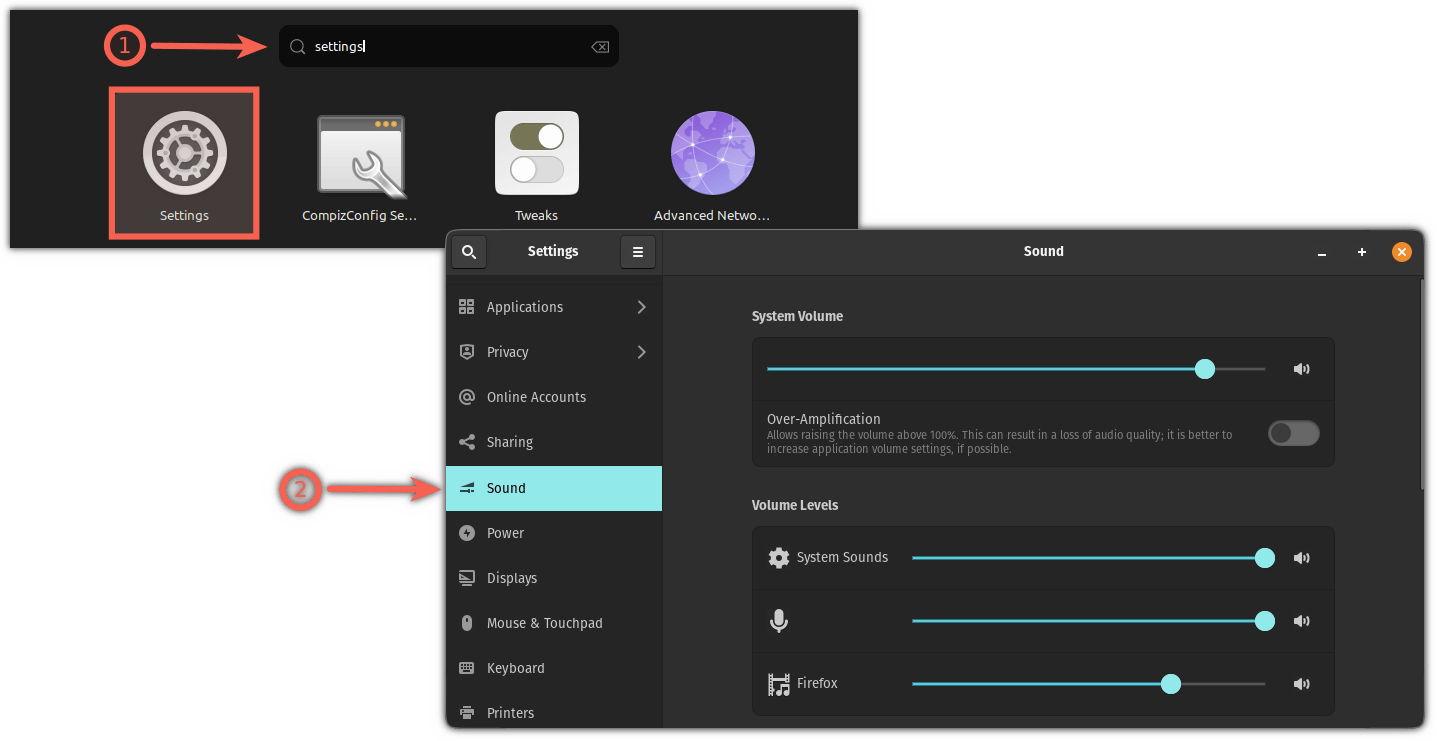 1
settings
Settings
CompizConfig Se...
Tweaks
Advanced Netwo...
Settings
Sound
Applications
Privacy
Online Accounts
Sharing
2
Sound
Power
Displays
Mouse & Touchpad
Keyboard
Printers
System Volume
Over-Amplification
Allows raising the volume above 100%. This can result in a loss of audio quality; it is better to
increase application volume settings, if possible.
Volume Levels
System Sounds
Firefox